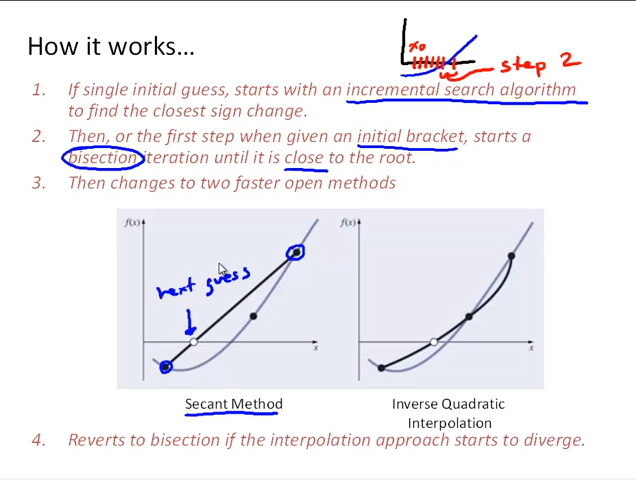 How it works...
x0
step 2
1. If single initial guess, starts with an incremental search algorithm
to find the closest sign change.
2. Then, or the first step when given an initial bracket, starts a
bisection iteration until it is close to the root.
3. Then changes to two faster open methods
f(x)
next guess
x
f(x)
x
Secant Method
Inverse Quadratic
Interpolation
4. Reverts to bisection if the interpolation approach starts to diverge.